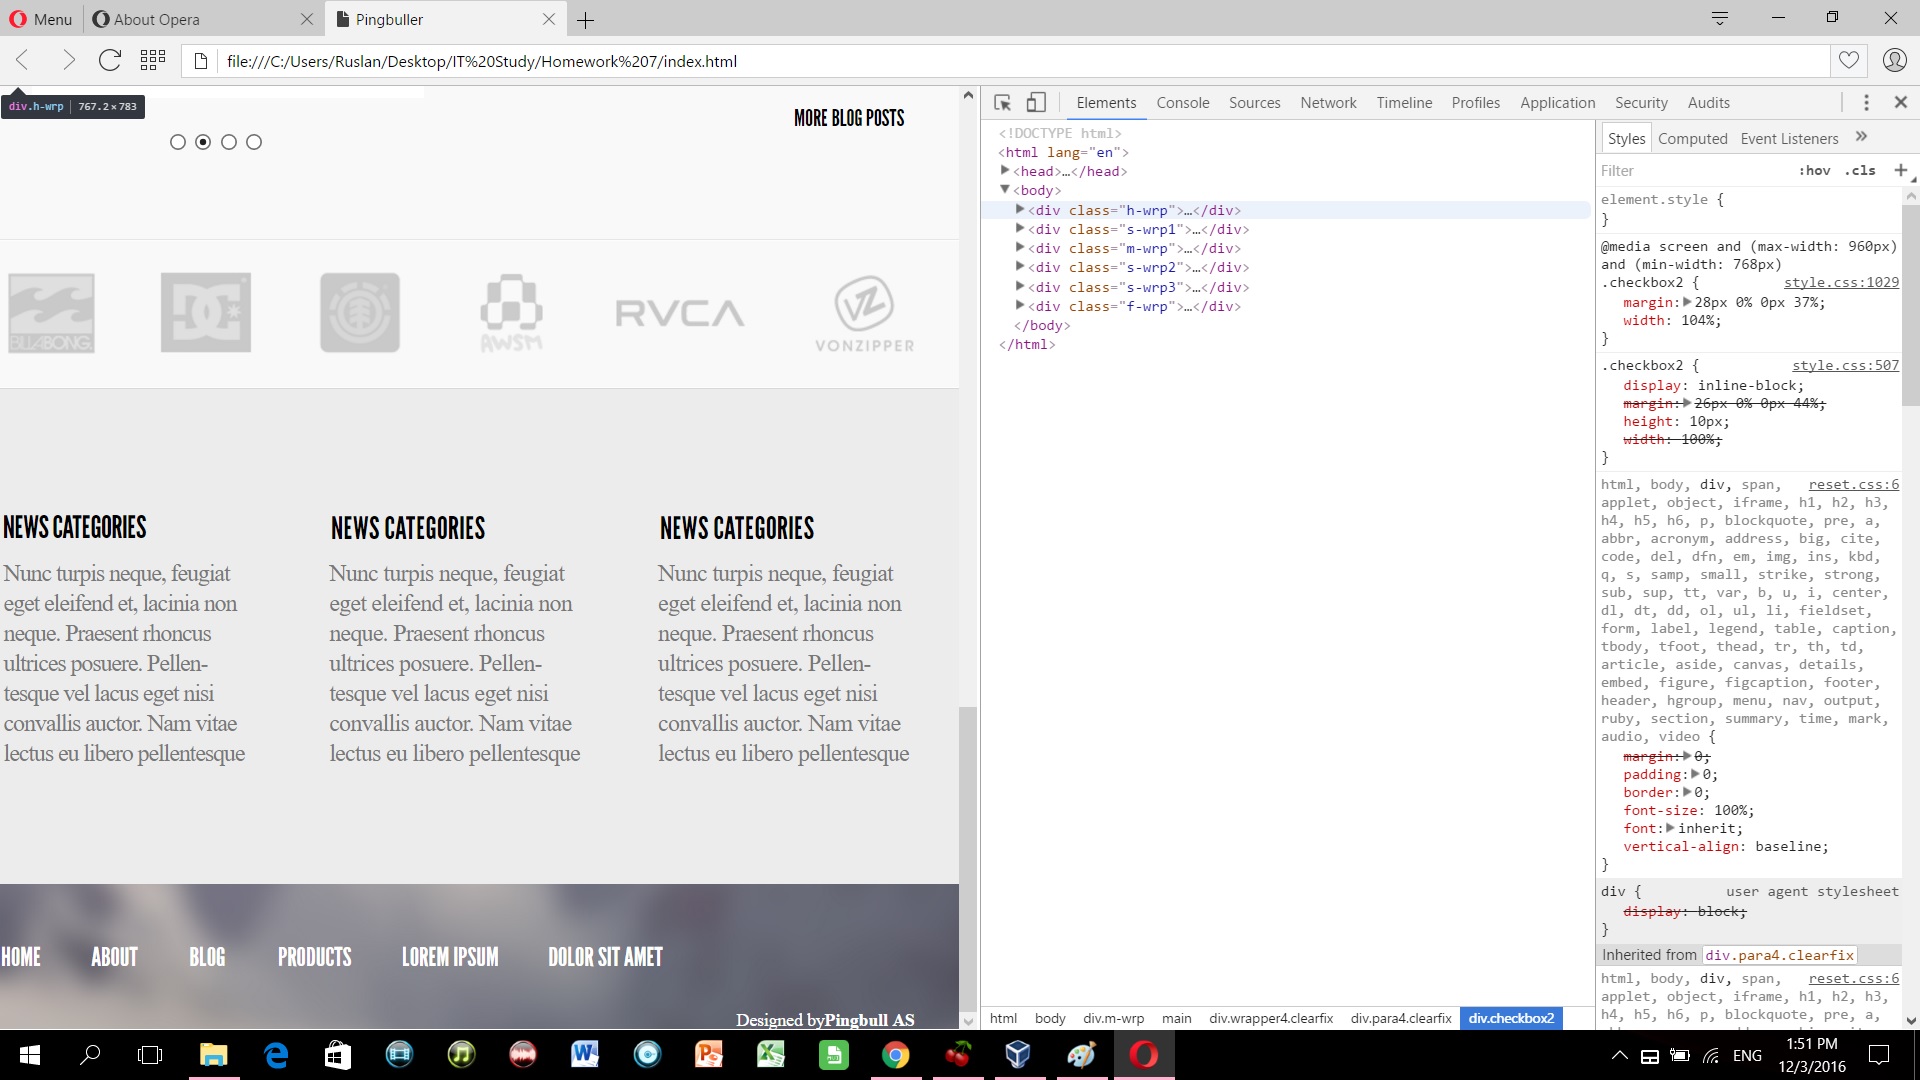 Menu
About Opera
Pingbuller
file:///C:/Users/Ruslan/Desktop/IT%20Study/Homework%207/index.html
div.h-wrp | 767.2×783
MORE BLOG POSTS
BILLABONG
DC
AWSM
RVCA
VZ
VONZIPPER
NEWS CATEGORIES
Nunc turpis neque, feugiat
eget eleifend et, lacinia non
neque. Praesent rhoncus
ultrices posuere. Pellen-
tesque vel lacus eget nisi
convallis auctor. Nam vitae
lectus eu libero pellentesque
NEWS CATEGORIES
Nunc turpis neque, feugiat
eget eleifend et, lacinia non
neque. Praesent rhoncus
ultrices posuere. Pellen-
tesque vel lacus eget nisi
convallis auctor. Nam vitae
lectus eu libero pellentesque
NEWS CATEGORIES
Nunc turpis neque, feugiat
eget eleifend et, lacinia non
neque. Praesent rhoncus
ultrices posuere. Pellen-
tesque vel lacus eget nisi
convallis auctor. Nam vitae
lectus eu libero pellentesque
HOME ABOUT BLOG PRODUCTS LOREM IPSUM DOLOR SIT AMET
Designed byPingbull AS
Elements Console Sources Network Timeline Profiles Application Security Audits
<!DOCTYPE html>
<html lang="en">
<head>…</head>
<body>
<div class="h-wrp">…</div>
<div class="s-wrp1">…</div>
<div class="m-wrp">…</div>
<div class="s-wrp2">…</div>
<div class="s-wrp3">…</div>
<div class="f-wrp">…</div>
</body>
</html>
html body div.m-wrp main div.wrapper4.clearfix div.para4.clearfix div.checkbox2
Styles Computed Event Listeners »
Filter :hov .cls +
element.style {
}
@media screen and (max-width: 960px)
and (min-width: 768px)
.checkbox2 { style.css:1029
margin: 28px 0% 0px 37%;
width: 104%;
}
.checkbox2 { style.css:507
display: inline-block;
margin: 26px 0% 0px 44%;
height: 10px;
width: 100%;
}
html, body, div, span, reset.css:6
applet, object, iframe, h1, h2, h3,
h4, h5, h6, p, blockquote, pre, a,
abbr, acronym, address, big, cite,
code, del, dfn, em, img, ins, kbd,
q, s, samp, small, strike, strong,
sub, sup, tt, var, b, u, i, center,
dl, dt, dd, ol, ul, li, fieldset,
form, label, legend, table, caption,
tbody, tfoot, thead, tr, th, td,
article, aside, canvas, details,
embed, figure, figcaption, footer,
header, hgroup, menu, nav, output,
ruby, section, summary, time, mark,
audio, video {
margin: 0;
padding: 0;
border: 0;
font-size: 100%;
font: inherit;
vertical-align: baseline;
}
div { user agent stylesheet
display: block;
}
Inherited from div.para4.clearfix
html, body, div, span, reset.css:6
applet, object, iframe, h1, h2, h3,
h4, h5, h6, p, blockquote, pre, a,
ENG
1:51 PM
12/3/2016